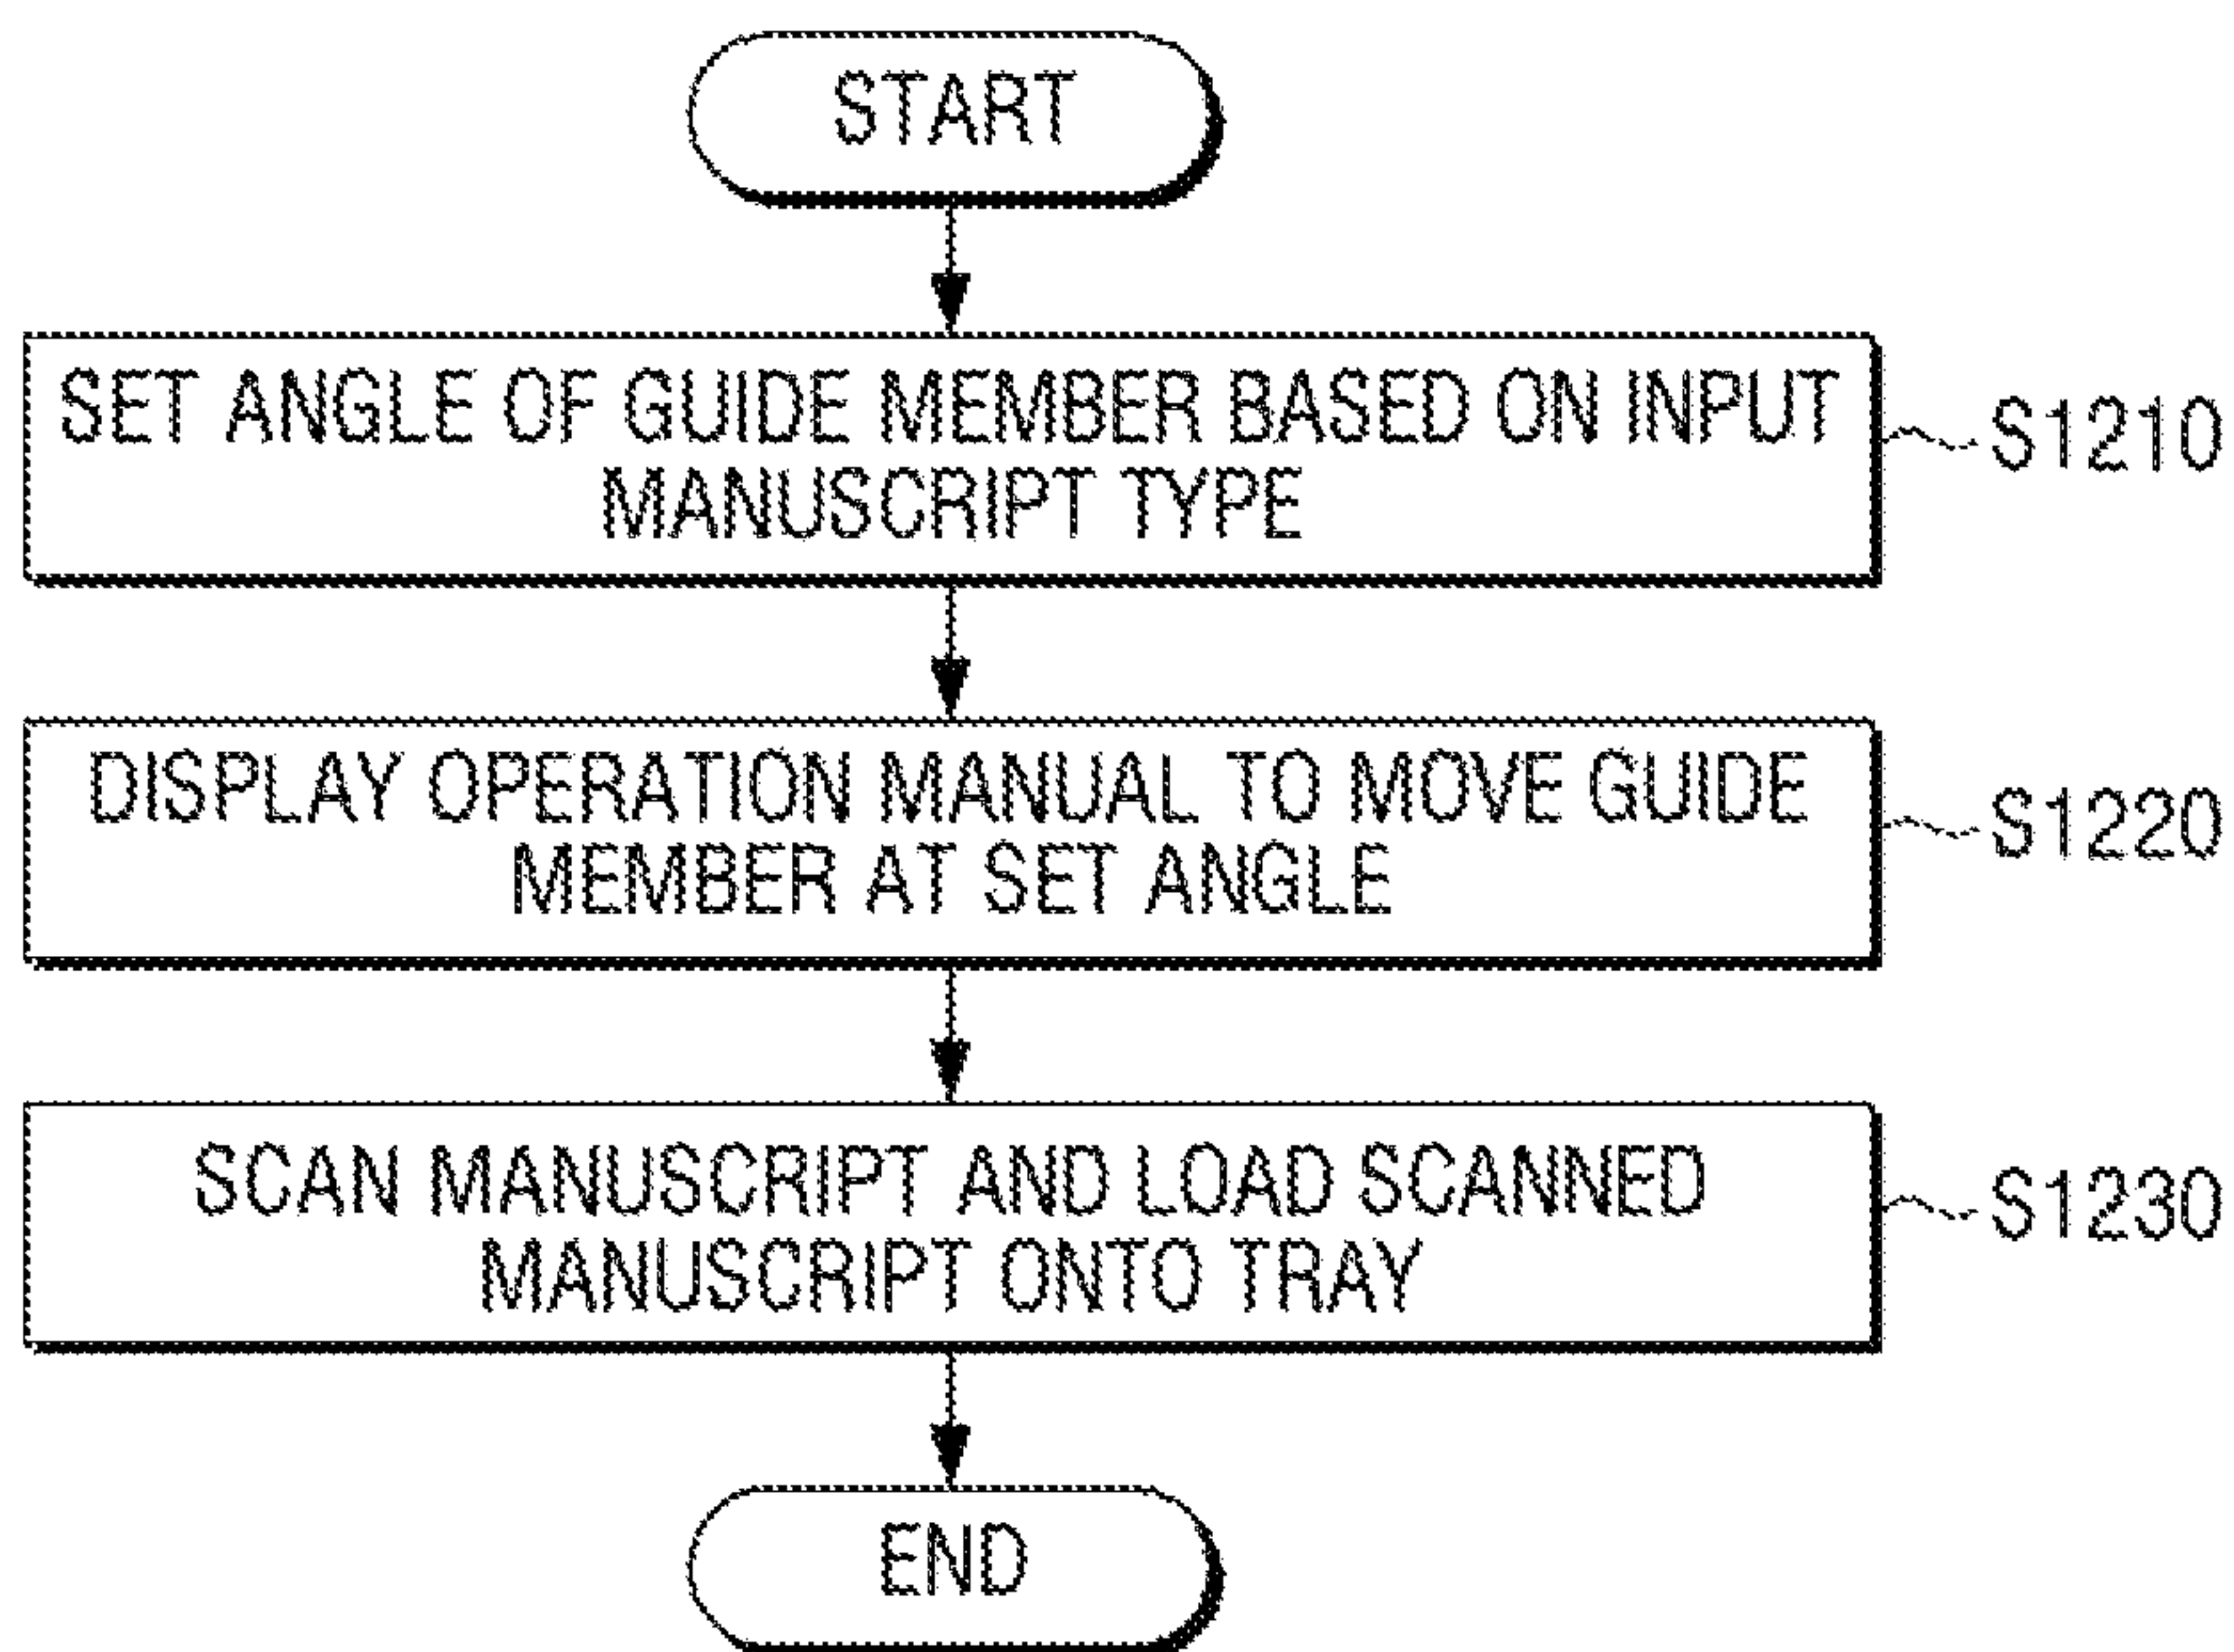 START
SET ANGLE OF GUIDE MEMBER BASED ON INPUT
MANUSCRIPT TYPE
S1210
DISPLAY OPERATION MANUAL TO MOVE GUIDE
MEMBER AT SET ANGLE
S1220
SCAN MANUSCRIPT AND LOAD SCANNED
MANUSCRIPT ONTO TRAY
S1230
END